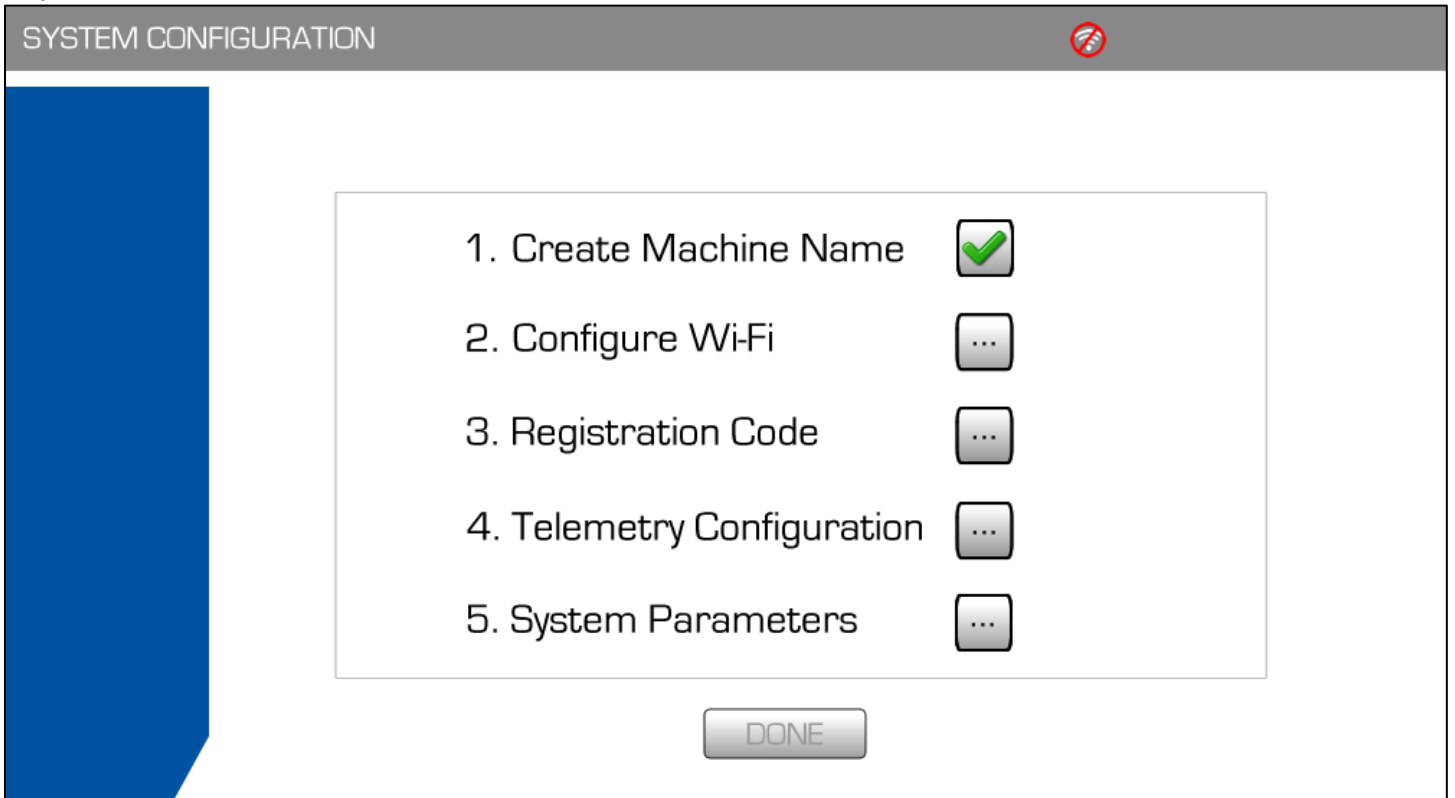 SYSTEM CONFIGURATION
1. Create Machine Name
2. Configure Wi-Fi
...
3. Registration Code
...
4. Telemetry Configuration
...
5. System Parameters
...
DONE